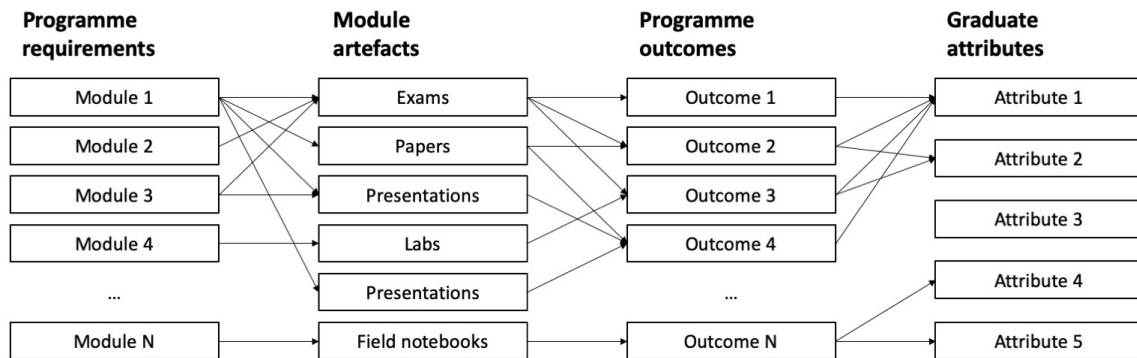 Programme requirements
Module artefacts
Programme outcomes
Graduate attributes
Module 1
Exams
Outcome 1
Attribute 1
Module 2
Papers
Outcome 2
Attribute 2
Module 3
Presentations
Outcome 3
Attribute 3
Module 4
Labs
Outcome 4
Attribute 4
...
Presentations
...
Module N
Field notebooks
Outcome N
Attribute 5